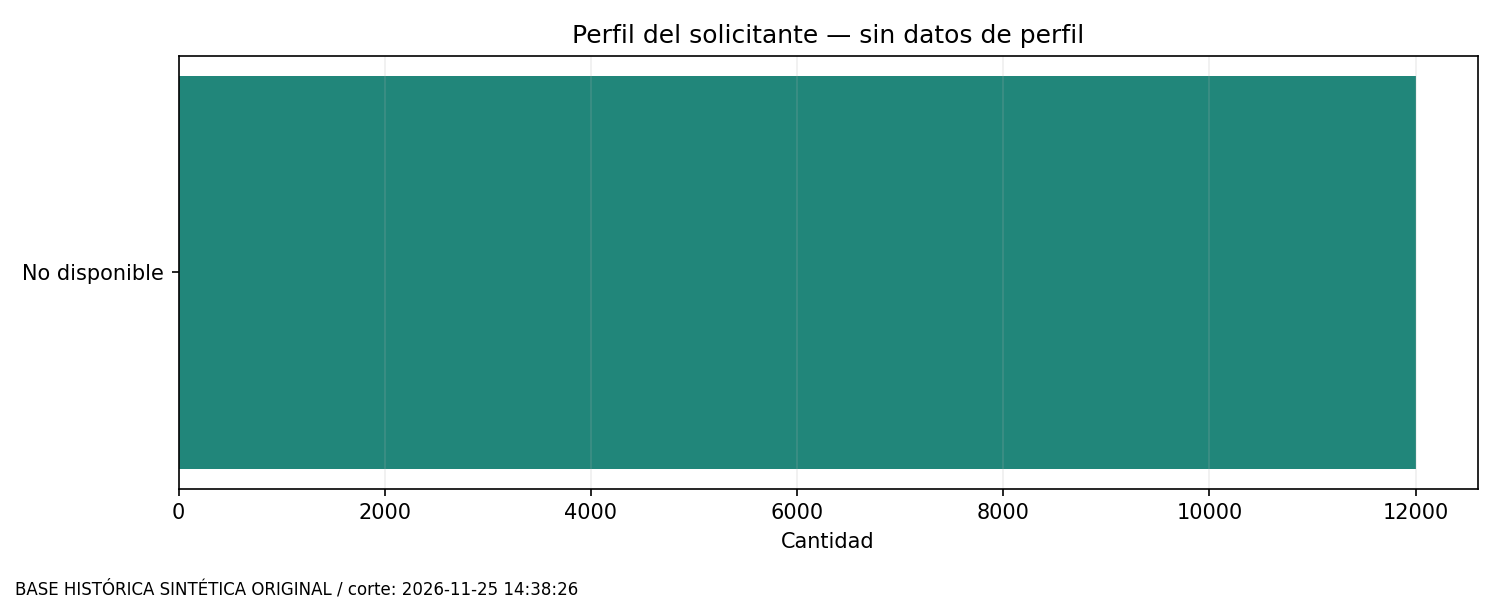 Perfil del solicitante — sin datos de perfil
No disponible
0 2000 4000 6000 8000 10000 12000
Cantidad
BASE HISTÓRICA SINTÉTICA ORIGINAL / corte: 2026-11-25 14:38:26